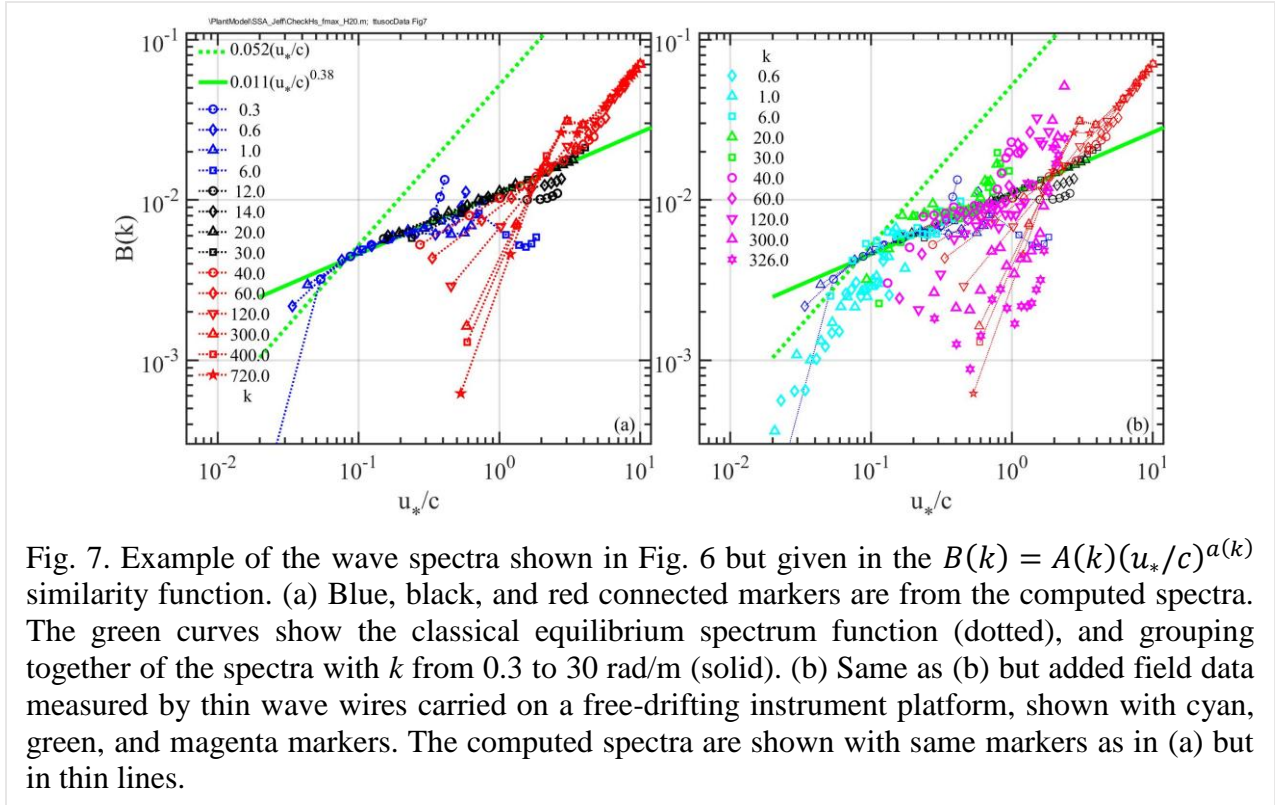 \PlantModel\SSA_Jeff\CheckHs_fmax_H20.m; ttusocData Fig7
10⁻¹
10⁻²
10⁻³
B(k)
0.052(u*/c)
0.011(u*/c)^0.38
0.3
0.6
1.0
6.0
12.0
14.0
20.0
30.0
40.0
60.0
120.0
300.0
400.0
720.0
k
(a)
10⁻² 10⁻¹ 10⁰ 10¹
u*/c
10⁻¹
10⁻²
10⁻³
k
0.6
1.0
6.0
20.0
30.0
40.0
60.0
120.0
300.0
326.0
(b)
10⁻² 10⁻¹ 10⁰ 10¹
u*/c
Fig. 7. Example of the wave spectra shown in Fig. 6 but given in the B(k) = A(k)(u*/c)^a(k)
similarity function. (a) Blue, black, and red connected markers are from the computed spectra.
The green curves show the classical equilibrium spectrum function (dotted), and grouping
together of the spectra with k from 0.3 to 30 rad/m (solid). (b) Same as (b) but added field data
measured by thin wave wires carried on a free-drifting instrument platform, shown with cyan,
green, and magenta markers. The computed spectra are shown with same markers as in (a) but
in thin lines.